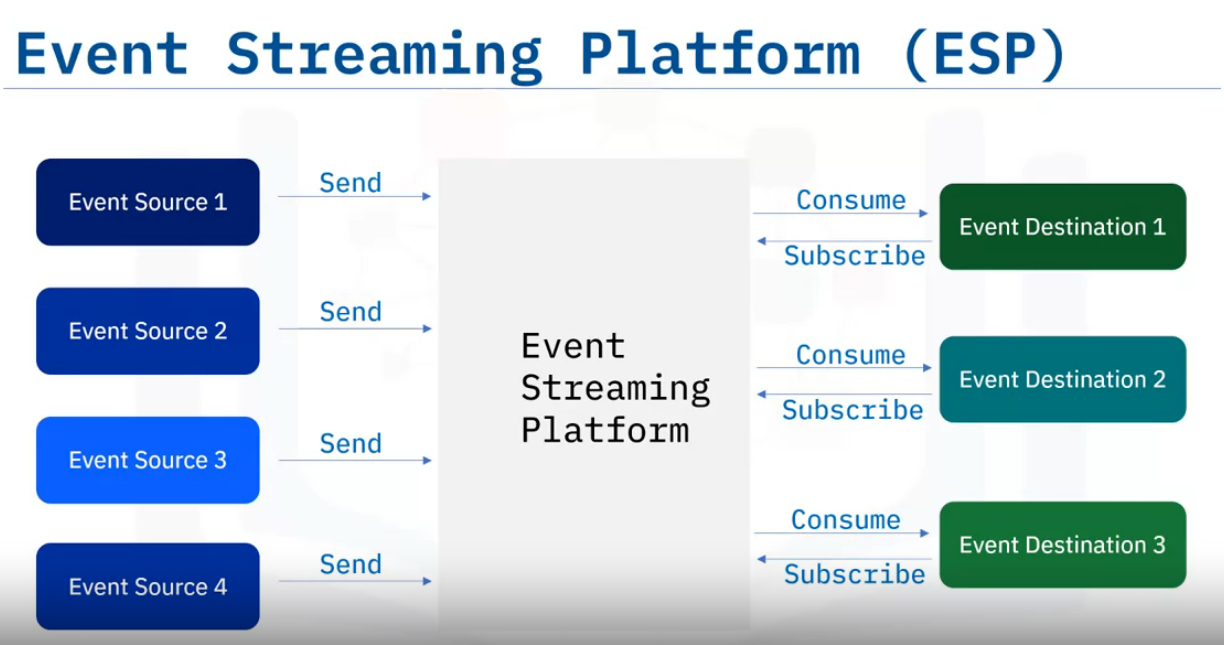 Event Streaming Platform (ESP)
Event Source 1
Send
Event Source 2
Send
Event Source 3
Send
Event Source 4
Send
Event
Streaming
Platform
Consume
Subscribe
Event Destination 1
Consume
Subscribe
Event Destination 2
Consume
Subscribe
Event Destination 3